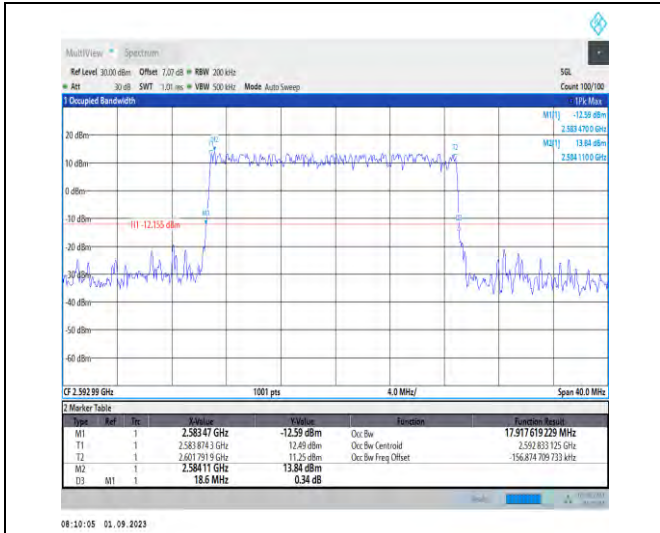 MultiView Spectrum
Ref Level 30.00 dBm Offset 7.07 dB RBW 200 kHz SGL
Att 30 dB SWT 1.01 ms VBW 500 kHz Mode Auto Sweep Count 100/100
1 Occupied Bandwidth 1Pk Max
M1[1] -12.59 dBm
2.583 470 0 GHz
M2[1] 13.84 dBm
2.584 110 0 GHz
20 dBm
10 dBm
0 dBm
-10 dBm
H1 -12.155 dBm
-40 dBm
-50 dBm
-60 dBm
CF 2.592 99 GHz 1001 pts 4.0 MHz/ Span 40.0 MHz
2 Marker Table
Type Ref Trc X-Value Y-Value Function Function Result
M1 1 2.583 47 GHz -12.59 dBm Occ Bw 17.917 619 229 MHz
T1 1 2.583 874 3 GHz 12.49 dBm Occ Bw Centroid 2.592 833 125 GHz
T2 1 2.601 791 9 GHz 11.25 dBm Occ Bw Freq Offset -156.874 709 733 kHz
M2 1 2.584 11 GHz 13.84 dBm
D3 M1 1 18.6 MHz 0.34 dB
08:10:05 01.09.2023